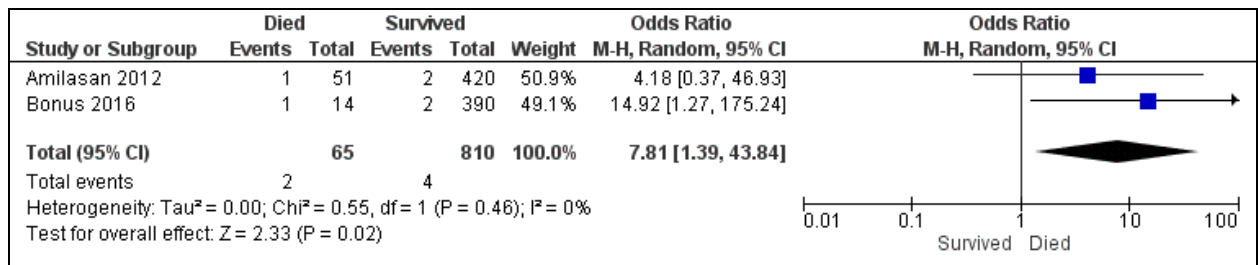 Died Survived Odds Ratio Odds Ratio
Study or Subgroup Events Total Events Total Weight M-H, Random, 95% CI M-H, Random, 95% CI
Amilasan 2012 1 51 2 420 50.9% 4.18 [0.37, 46.93]
Bonus 2016 1 14 2 390 49.1% 14.92 [1.27, 175.24]
Total (95% CI) 65 810 100.0% 7.81 [1.39, 43.84]
Total events 2 4
Heterogeneity: Tau² = 0.00; Chi² = 0.55, df = 1 (P = 0.46); I² = 0%
Test for overall effect: Z = 2.33 (P = 0.02)
0.01 0.1 1 10 100
Survived Died